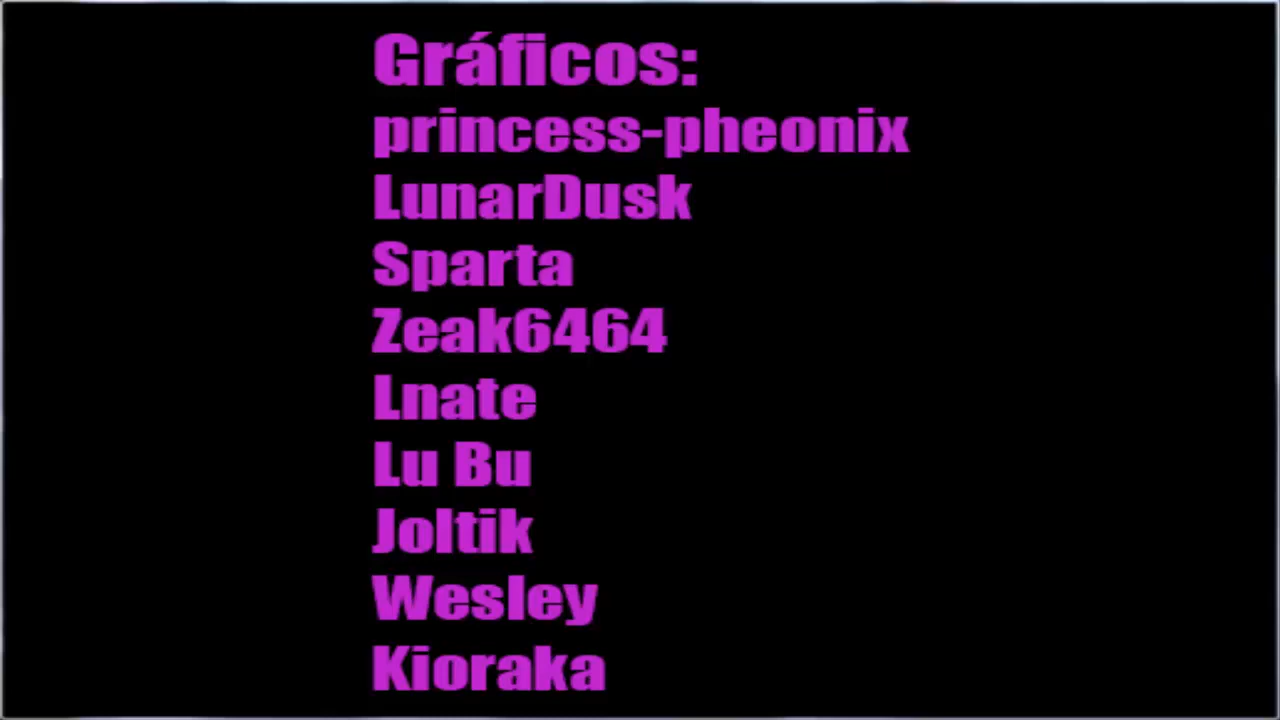 Gráficos:
princess-pheonix
LunarDusk
Sparta
Zeak6464
Lnate
Lu Bu
Joltik
Wesley
Kioraka